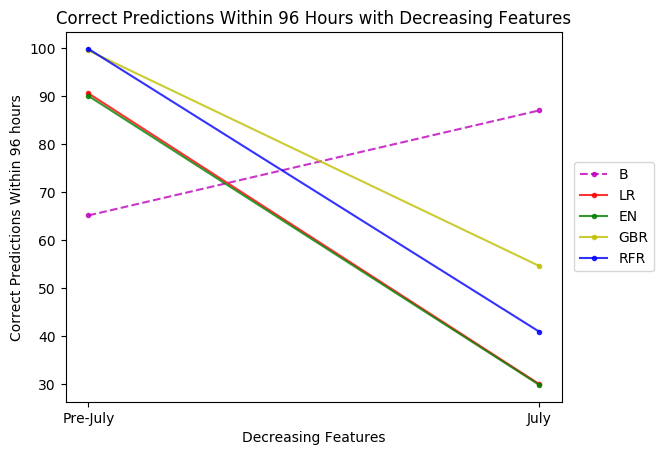 Correct Predictions Within 96 Hours with Decreasing Features
Correct Predictions Within 96 hours
100
90
80
70
60
50
40
30
Pre-July
July
Decreasing Features
B
LR
EN
GBR
RFR